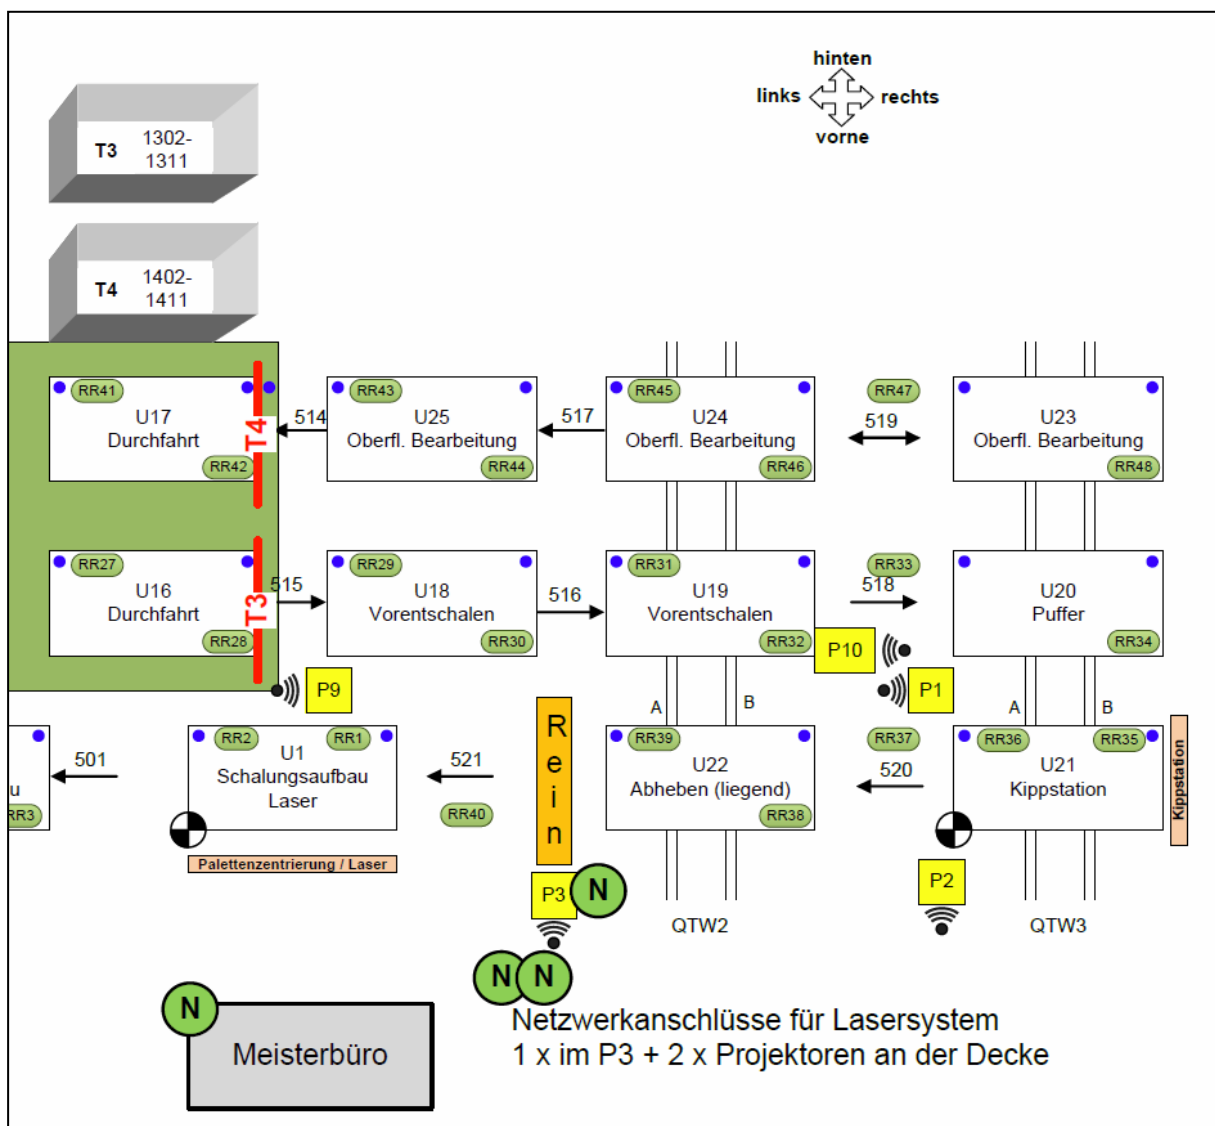 hinten
links
rechts
vorne
T3
1302-
1311
T4
1402-
1411
RR41
U17
Durchfahrt
RR42
T4
514
RR43
U25
Oberfl. Bearbeitung
RR44
517
RR45
U24
Oberfl. Bearbeitung
RR46
RR47
519
U23
Oberfl. Bearbeitung
RR48
RR27
U16
Durchfahrt
RR28
T3
515
RR29
U18
Vorentschalen
RR30
516
RR31
U19
Vorentschalen
RR32
RR33
518
U20
Puffer
RR34
P10
P9
P1
A
B
A
B
501
u
RR3
RR2
RR1
U1
Schalungsaufbau
Laser
Palettenzentrierung / Laser
521
RR40
Rein
RR39
U22
Abheben (liegend)
RR38
RR37
520
RR36
RR35
U21
Kippstation
Kippstation
P3
N
P2
QTW2
QTW3
N
N
N
Meisterbüro
Netzwerkanschlüsse für Lasersystem
1 x im P3 + 2 x Projektoren an der Decke